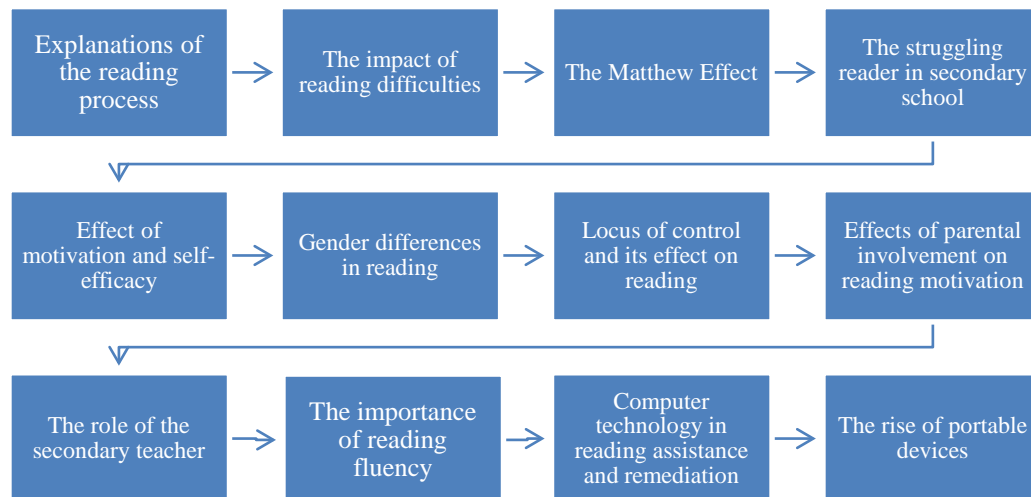 Explanations of
the reading
process
The impact of
reading difficulties
The Matthew Effect
The struggling
reader in secondary
school
Effect of
motivation and self-
efficacy
Gender differences
in reading
Locus of control
and its effect on
reading
Effects of parental
involvement on
reading motivation
The role of the
secondary teacher
The importance
of reading
fluency
Computer
technology in
reading assistance
and remediation
The rise of portable
devices